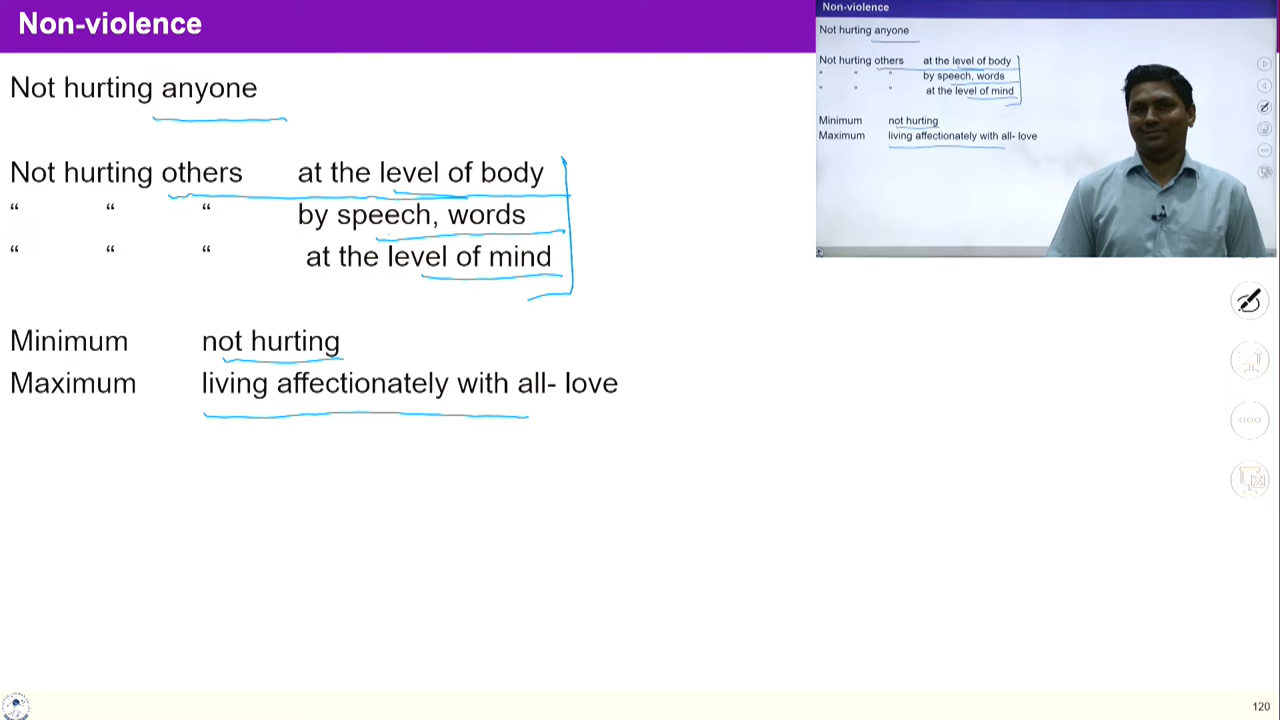 Non-violence
Not hurting anyone
Not hurting others at the level of body
“ “ “ by speech, words
“ “ “ at the level of mind
Minimum not hurting
Maximum living affectionately with all- love
Non-violence
Not hurting anyone
Not hurting others at the level of body
“ “ “ by speech, words
“ “ “ at the level of mind
Minimum not hurting
Maximum living affectionately with all- love
120